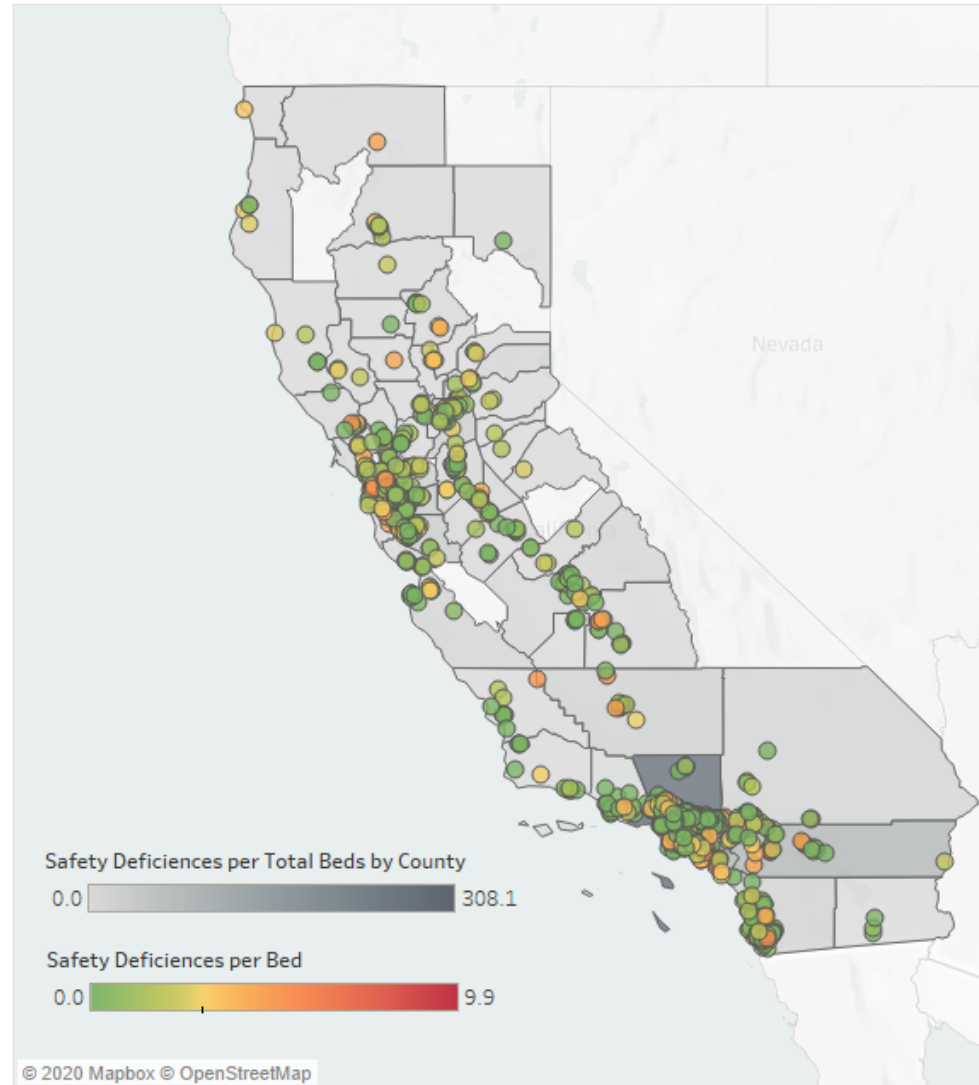 Nevada
California
Safety Deficiences per Total Beds by County
0.0 308.1
Safety Deficiences per Bed
0.0 9.9
© 2020 Mapbox © OpenStreetMap